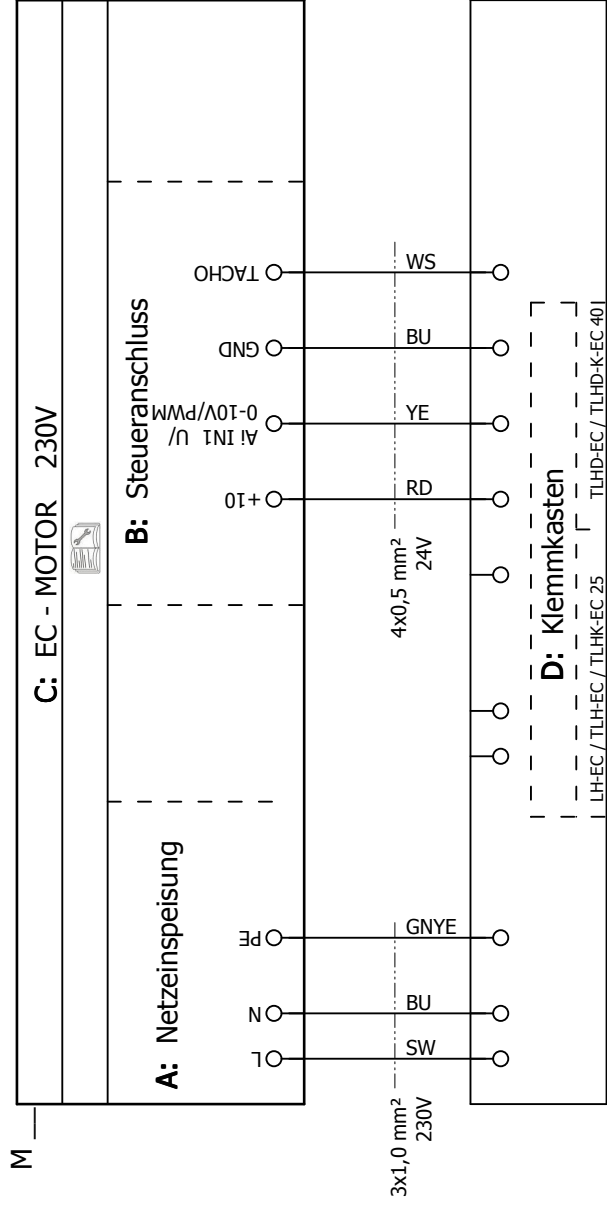 M __
C: EC - MOTOR 230V
A: Netzeinspeisung
B: Steueranschluss
L
N
PE
+10
Ai IN1 U/
0-10V/PWM
GND
TACHO
3x1,0 mm²
230V
SW
BU
GNYE
4x0,5 mm²
24V
RD
YE
BU
WS
D: Klemmkasten
LH-EC / TLH-EC / TLHK-EC 25
TLHD-EC / TLHD-K-EC 40